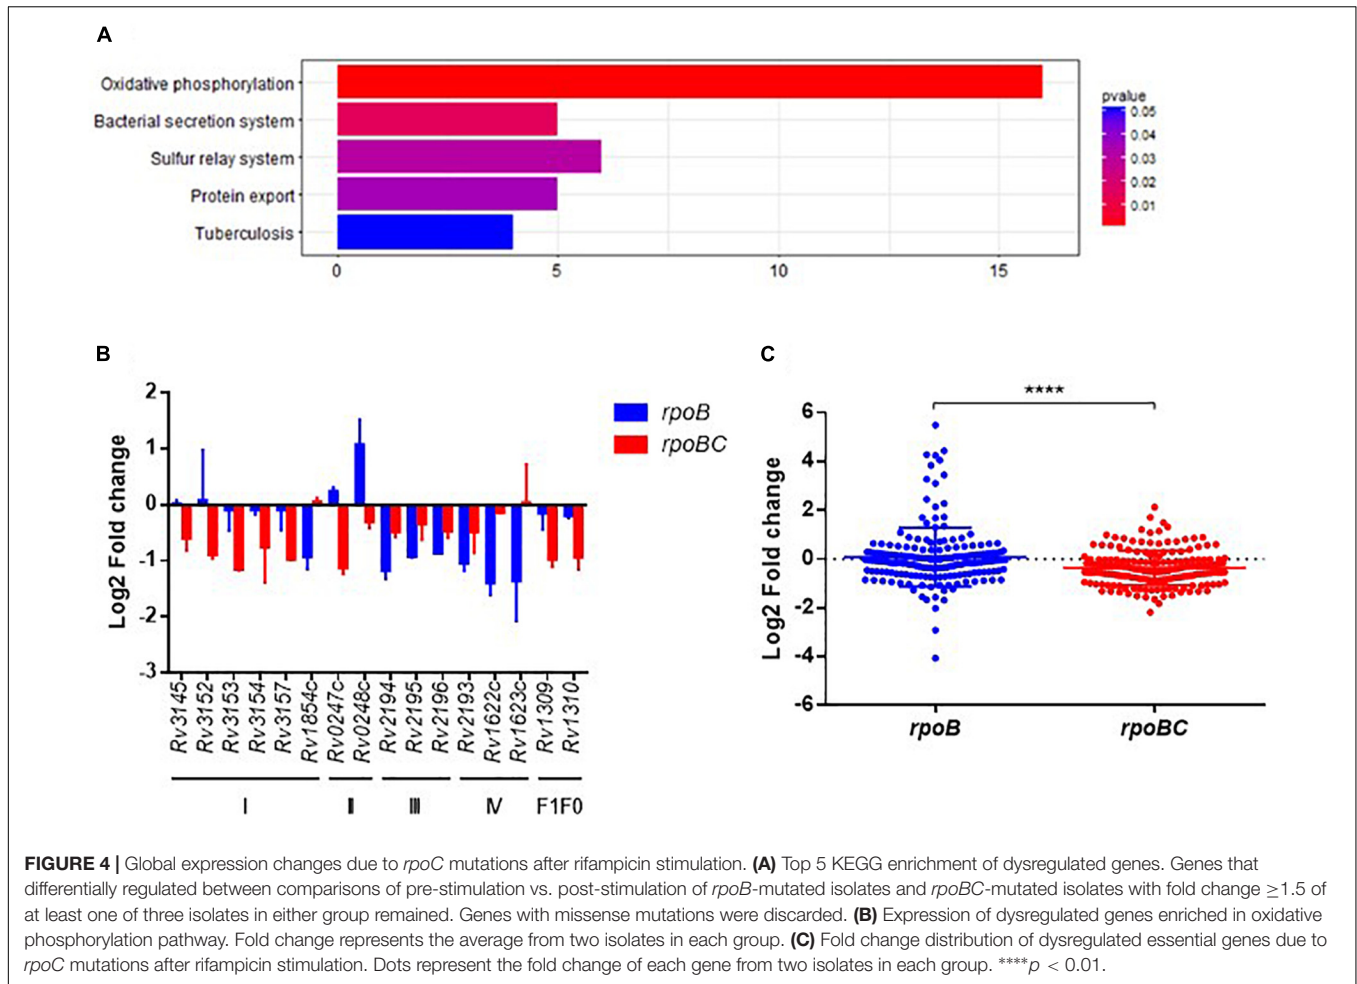 A
Oxidative phosphorylation
Bacterial secretion system
Sulfur relay system
Protein export
Tuberculosis
0
5
10
15
pvalue
0.05
0.04
0.03
0.02
0.01
B
Log2 Fold change
2
1
0
-1
-2
-3
rpoB
rpoBC
Rv3145
Rv3152
Rv3153
Rv3154
Rv3157
Rv1854c
Rv0247c
Rv0248c
Rv2194
Rv2195
Rv2196
Rv2193
Rv1622c
Rv1623c
Rv1309
Rv1310
I
II
III
IV
F1F0
C
****
Log2 Fold change
6
4
2
0
-2
-4
-6
rpoB
rpoBC
FIGURE 4 | Global expression changes due to rpoC mutations after rifampicin stimulation. (A) Top 5 KEGG enrichment of dysregulated genes. Genes that
differentially regulated between comparisons of pre-stimulation vs. post-stimulation of rpoB-mutated isolates and rpoBC-mutated isolates with fold change ≥1.5 of
at least one of three isolates in either group remained. Genes with missense mutations were discarded. (B) Expression of dysregulated genes enriched in oxidative
phosphorylation pathway. Fold change represents the average from two isolates in each group. (C) Fold change distribution of dysregulated essential genes due to
rpoC mutations after rifampicin stimulation. Dots represent the fold change of each gene from two isolates in each group. ****p < 0.01.